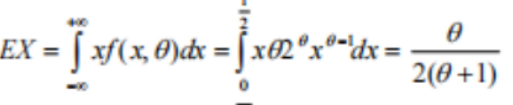 EX = ∫_{-∞}^{+∞} xf(x, θ)dx = ∫_{0}^{1/2} xθ2^θ x^{θ-1}dx = θ / 2(θ+1)